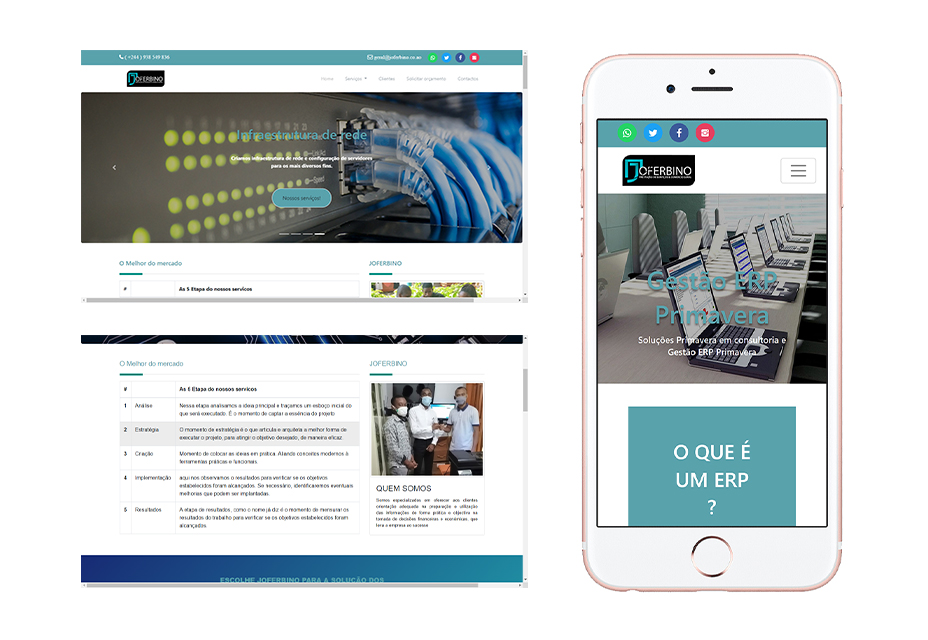 ( +244 ) 938 349 836
geral@joferbino.co.ao
JOFERBINO
Home Serviços Clientes Solicitar orçamento Contactos
Infraestrutura de rede
Criamos infraestrutura de rede e configuração de servidores
para os mais diversos fins.
Nossos serviços!
O Melhor do mercado
JOFERBINO
# As 5 Etapa do nossos servicos
O Melhor do mercado
JOFERBINO
# As 5 Etapa do nossos servicos
1 Análise Nessa etapa analisamos a ideia principal e traçamos um esboço inicial do
que será executado. É o momento de captar a essência do projeto
2 Estratégia O momento de estratégia é o que articula e arquiteta a melhor forma de
executar o projeto, para atingir o objetivo desejado, de maneira eficaz.
3 Criação Momento de colocar as ideias em prática. Aliando conceitos modernos à
ferramentas práticas e funcionais.
4 Implementação aqui nos observamos o resultados para verificar se os objetivos
estabelecidos foram alcançados. Se necessário, identificaremos eventuais
melhorias que podem ser implantadas.
5 Resultados A etapa de resultados, como o nome já diz é o momento de mensurar os
resultados do trabalho para verificar se os objetivos estabelecidos foram
alcançados.
QUEM SOMOS
Somos especializados em oferecer aos clientes
orientação adequada na preparação e utilização
das informações de forma prática e objectiva na
tomada de decisões financeiras e económicas, que
leva a empresa ao sucesso
ESCOLHE JOFERBINO PARA A SOLUÇÃO DOS
JOFERBINO
Gestão ERP
Primavera
Soluções Primavera em consultoria e
Gestão ERP Primavera
O QUE É
UM ERP
?